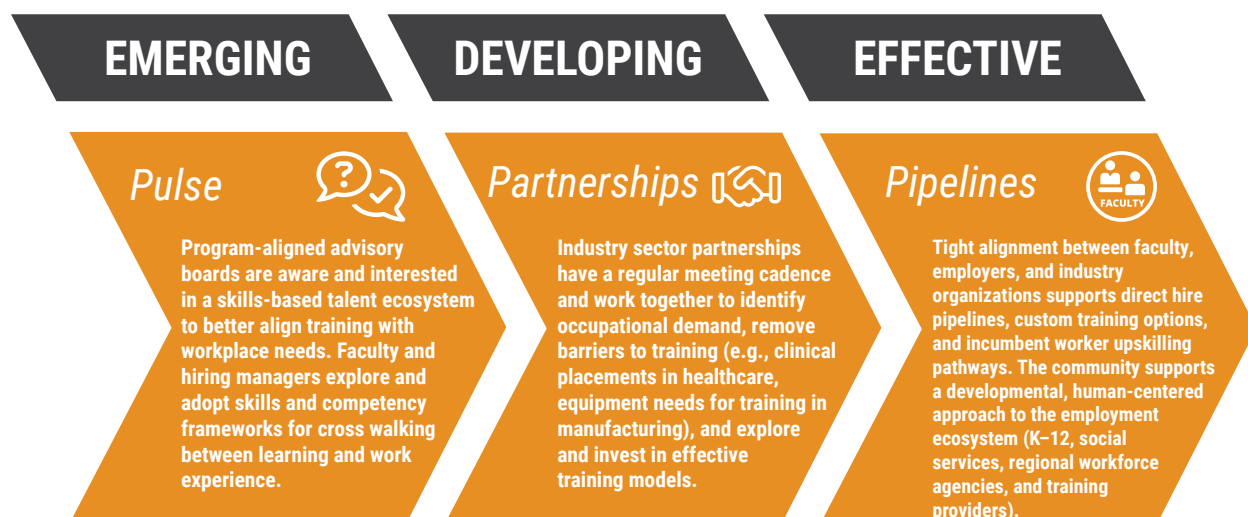 EMERGING
DEVELOPING
EFFECTIVE
Pulse
?
Program-aligned advisory
boards are aware and interested
in a skills-based talent ecosystem
to better align training with
workplace needs. Faculty and
hiring managers explore and
adopt skills and competency
frameworks for cross walking
between learning and work
experience.
Partnerships
Industry sector partnerships
have a regular meeting cadence
and work together to identify
occupational demand, remove
barriers to training (e.g., clinical
placements in healthcare,
equipment needs for training in
manufacturing), and explore
and invest in effective
training models.
Pipelines
FACULTY
Tight alignment between faculty,
employers, and industry
organizations supports direct hire
pipelines, custom training options,
and incumbent worker upskilling
pathways. The community supports
a developmental, human-centered
approach to the employment
ecosystem (K–12, social
services, regional workforce
agencies, and training
providers).